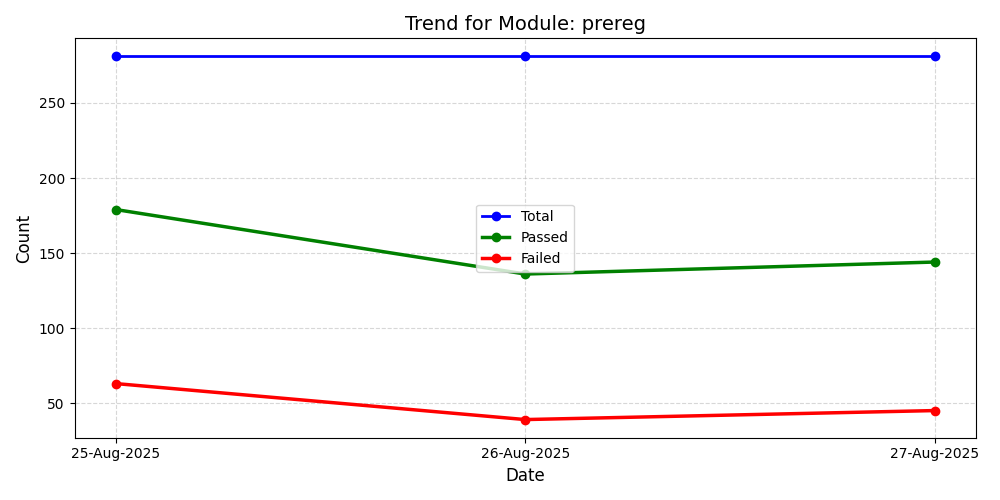 Trend for Module: prereg
Count
250
200
150
100
50
Total
Passed
Failed
25-Aug-2025
26-Aug-2025
27-Aug-2025
Date